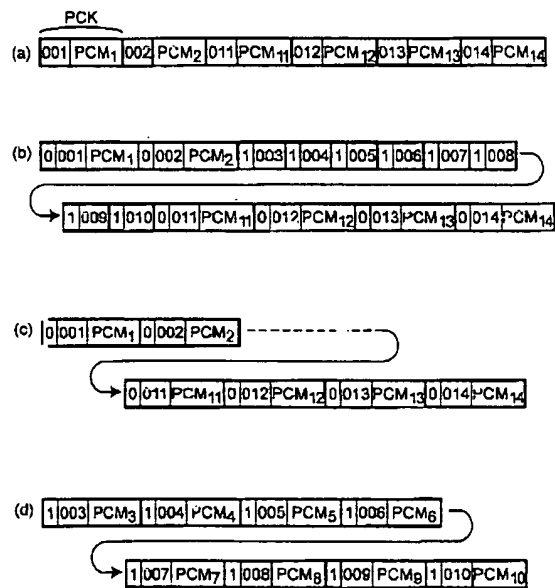 PCK
(a) 001 PCM₁ 002 PCM₂ 011 PCM₁₁ 012 PCM₁₂ 013 PCM₁₃ 014 PCM₁₄
(b) 0 001 PCM₁ 0 002 PCM₂ 1 003 1 004 1 005 1 006 1 007 1 008
1 009 1 010 0 011 PCM₁₁ 0 012 PCM₁₂ 0 013 PCM₁₃ 0 014 PCM₁₄
(c) 0 001 PCM₁ 0 002 PCM₂
0 011 PCM₁₁ 0 012 PCM₁₂ 0 013 PCM₁₃ 0 014 PCM₁₄
(d) 1 003 PCM₃ 1 004 PCM₄ 1 005 PCM₅ 1 006 PCM₆
1 007 PCM₇ 1 008 PCM₈ 1 009 PCM₉ 1 010 PCM₁₀